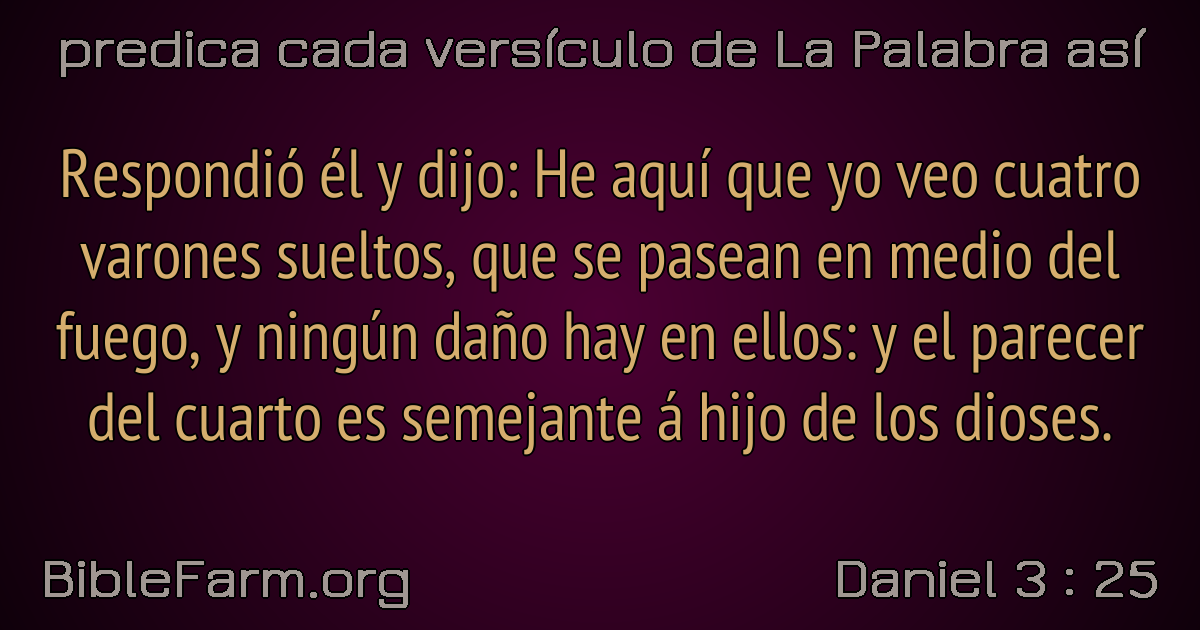 predica cada versículo de La Palabra así
Respondió él y dijo: He aquí que yo veo cuatro
varones sueltos, que se pasean en medio del
fuego, y ningún daño hay en ellos: y el parecer
del cuarto es semejante á hijo de los dioses.
BibleFarm.org
Daniel 3 : 25